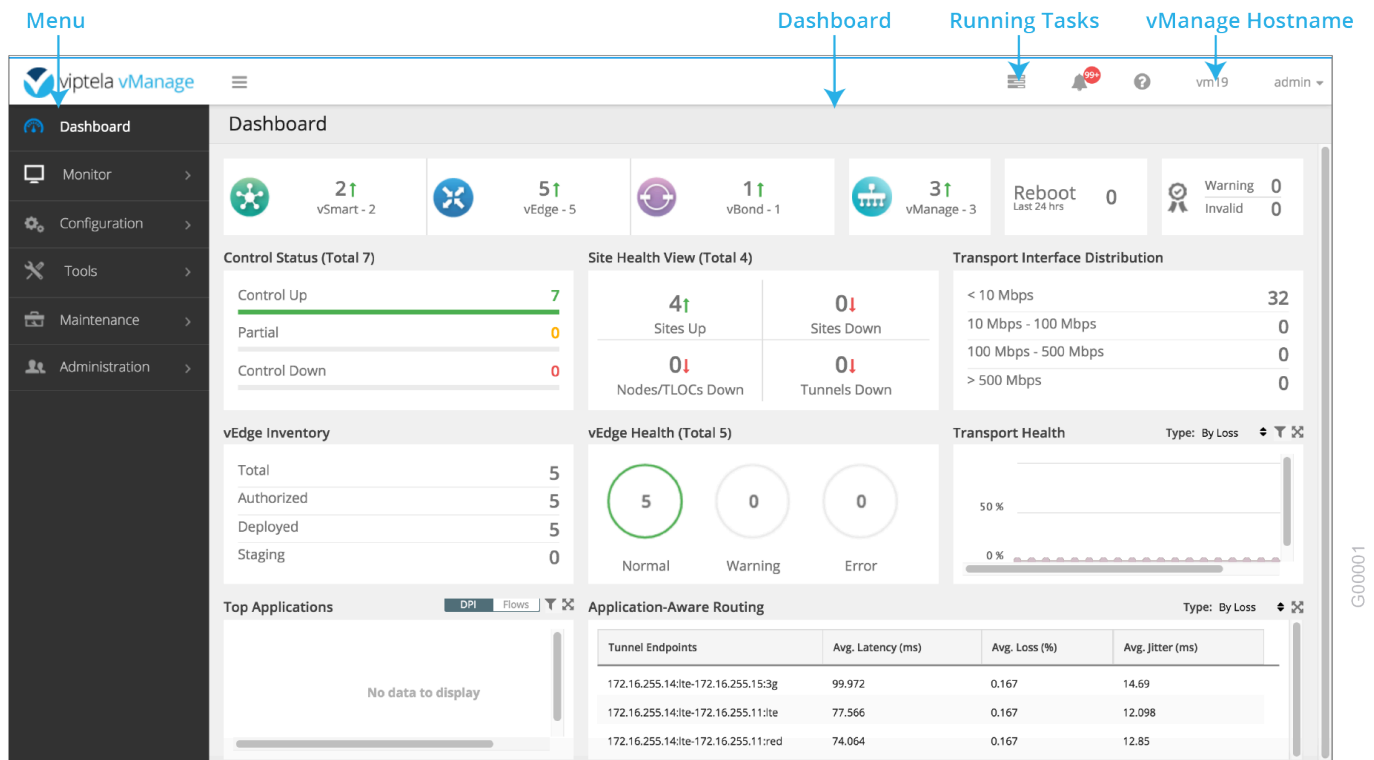 Menu
Dashboard
Running Tasks
vManage Hostname
viptela vManage
99+
?
vm19
admin
Dashboard
Monitor
Configuration
Tools
Maintenance
Administration
Dashboard
2
vSmart - 2
5
vEdge - 5
1
vBond - 1
3
vManage - 3
Reboot
Last 24 hrs
0
Warning 0
Invalid 0
Control Status (Total 7)
Control Up 7
Partial 0
Control Down 0
Site Health View (Total 4)
4
Sites Up
0
Sites Down
0
Nodes/TLOCs Down
0
Tunnels Down
Transport Interface Distribution
< 10 Mbps 32
10 Mbps - 100 Mbps 0
100 Mbps - 500 Mbps 0
> 500 Mbps 0
vEdge Inventory
Total 5
Authorized 5
Deployed 5
Staging 0
vEdge Health (Total 5)
5
Normal
0
Warning
0
Error
Transport Health
Type: By Loss
50 %
0 %
Top Applications
DPI
Flows
No data to display
Application-Aware Routing
Type: By Loss
Tunnel Endpoints Avg. Latency (ms) Avg. Loss (%) Avg. Jitter (ms)
172.16.255.14:lte-172.16.255.15:3g 99.972 0.167 14.69
172.16.255.14:lte-172.16.255.11:lte 77.566 0.167 12.098
172.16.255.14:lte-172.16.255.11:red 74.064 0.167 12.85
G00001